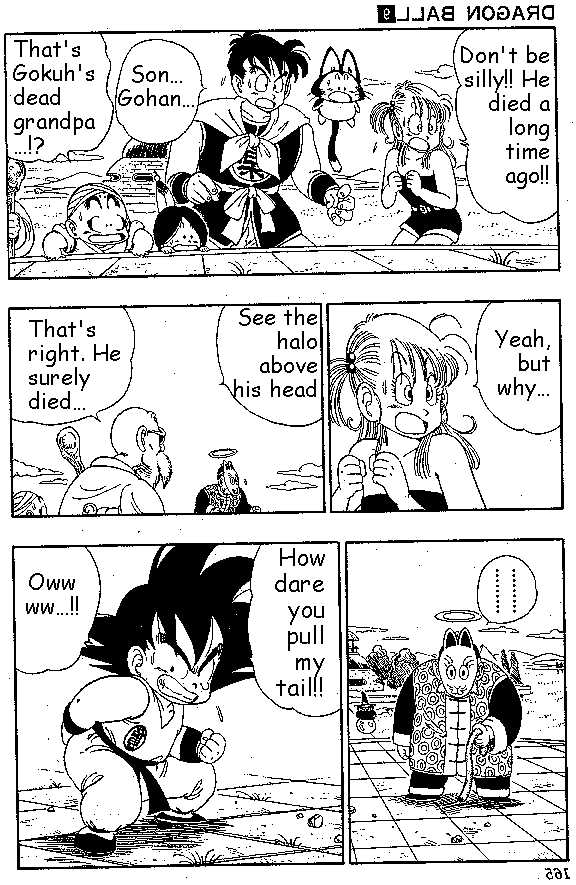 DRAGON BALL 9
That's
Gokuh's
dead
grandpa
...!?
Son...
Gohan...
Don't be
silly!! He
died a
long
time
ago!!
That's
right. He
surely
died...
See the
halo
above
his head
Yeah,
but
why...
Oww
ww...!!
How
dare
you
pull
my
tail!!
165